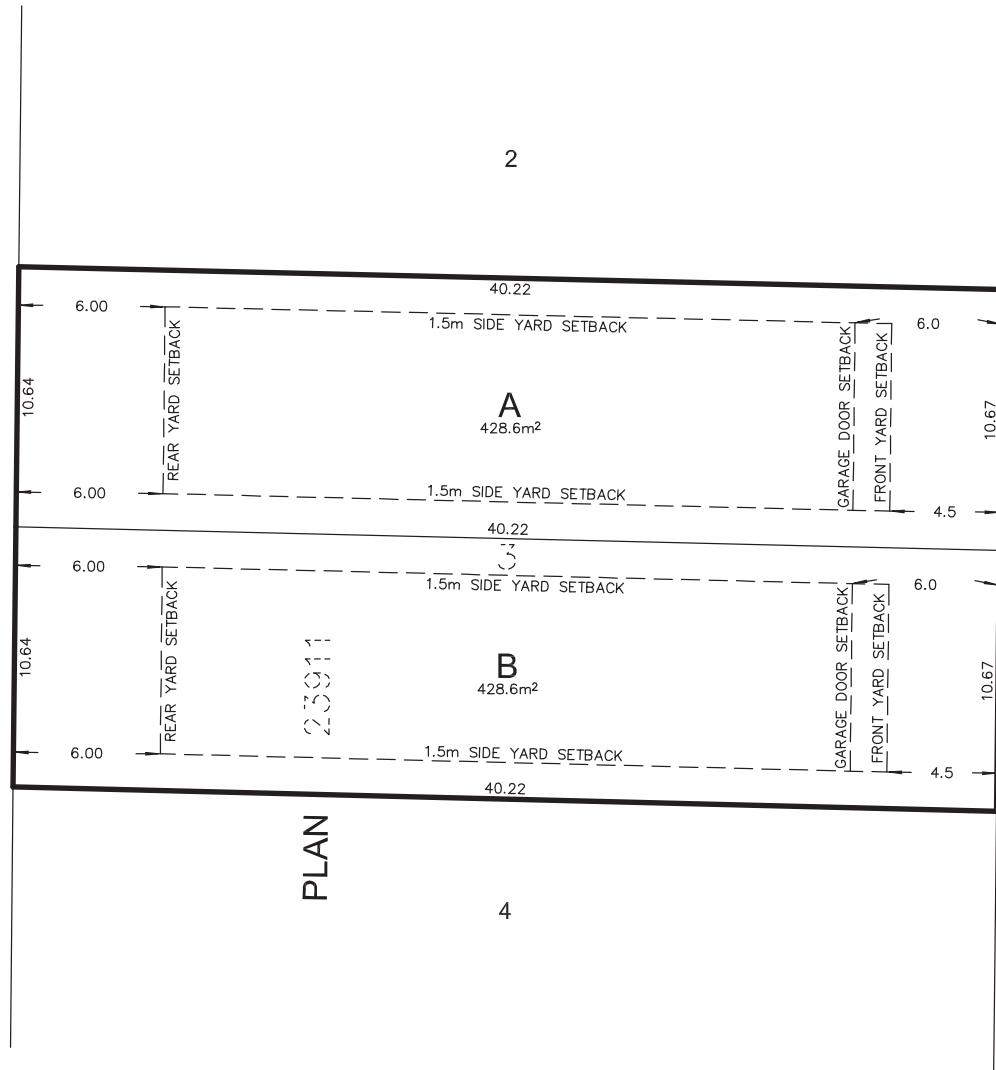 2
40.22
6.00
6.0
1.5m SIDE YARD SETBACK
REAR YARD SETBACK
GARAGE DOOR SETBACK
FRONT YARD SETBACK
10.64
A
428.6m²
10.67
6.00
1.5m SIDE YARD SETBACK
4.5
40.22
3
6.00
6.0
1.5m SIDE YARD SETBACK
REAR YARD SETBACK
GARAGE DOOR SETBACK
FRONT YARD SETBACK
10.64
B
428.6m²
10.67
23911
6.00
1.5m SIDE YARD SETBACK
4.5
40.22
PLAN
4